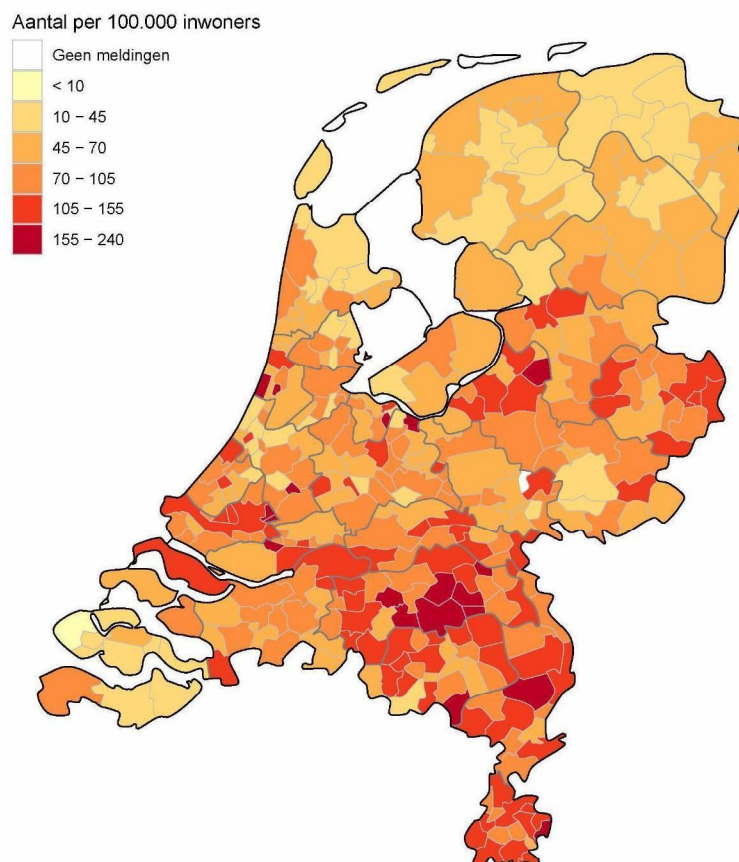 Aantal per 100.000 inwoners
Geen meldingen
< 10
10 − 45
45 − 70
70 − 105
105 − 155
155 − 240